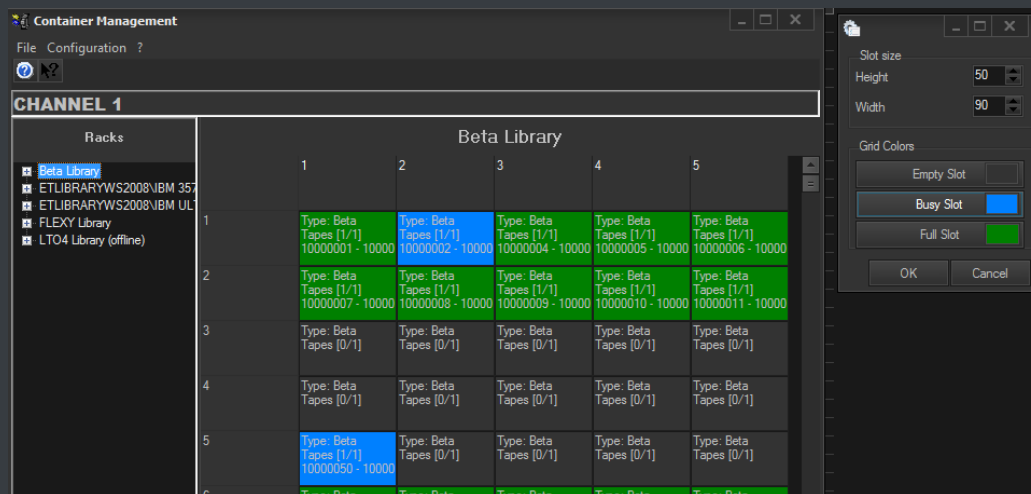 Container Management
File Configuration ?
CHANNEL 1
Racks
Beta Library
ETLIBRARYWS2008\IBM 357
ETLIBRARYWS2008\IBM UL
FLEXY Library
LTO4 Library (offline)
Beta Library
1 2 3 4 5
1
Type: Beta Type: Beta Type: Beta Type: Beta Type: Beta
Tapes [1/1] Tapes [1/1] Tapes [1/1] Tapes [1/1] Tapes [1/1]
10000001 - 10000 10000002 - 10000 10000004 - 10000 10000005 - 10000 10000006 - 10000
2
Type: Beta Type: Beta Type: Beta Type: Beta Type: Beta
Tapes [1/1] Tapes [1/1] Tapes [1/1] Tapes [1/1] Tapes [1/1]
10000007 - 10000 10000008 - 10000 10000009 - 10000 10000010 - 10000 10000011 - 10000
3
Type: Beta Type: Beta Type: Beta Type: Beta Type: Beta
Tapes [0/1] Tapes [0/1] Tapes [0/1] Tapes [0/1] Tapes [0/1]
4
Type: Beta Type: Beta Type: Beta Type: Beta Type: Beta
Tapes [0/1] Tapes [0/1] Tapes [0/1] Tapes [0/1] Tapes [0/1]
5
Type: Beta Type: Beta Type: Beta Type: Beta Type: Beta
Tapes [1/1] Tapes [0/1] Tapes [0/1] Tapes [0/1] Tapes [0/1]
10000050 - 10000
Slot size
Height 50
Width 90
Grid Colors
Empty Slot
Busy Slot
Full Slot
OK Cancel